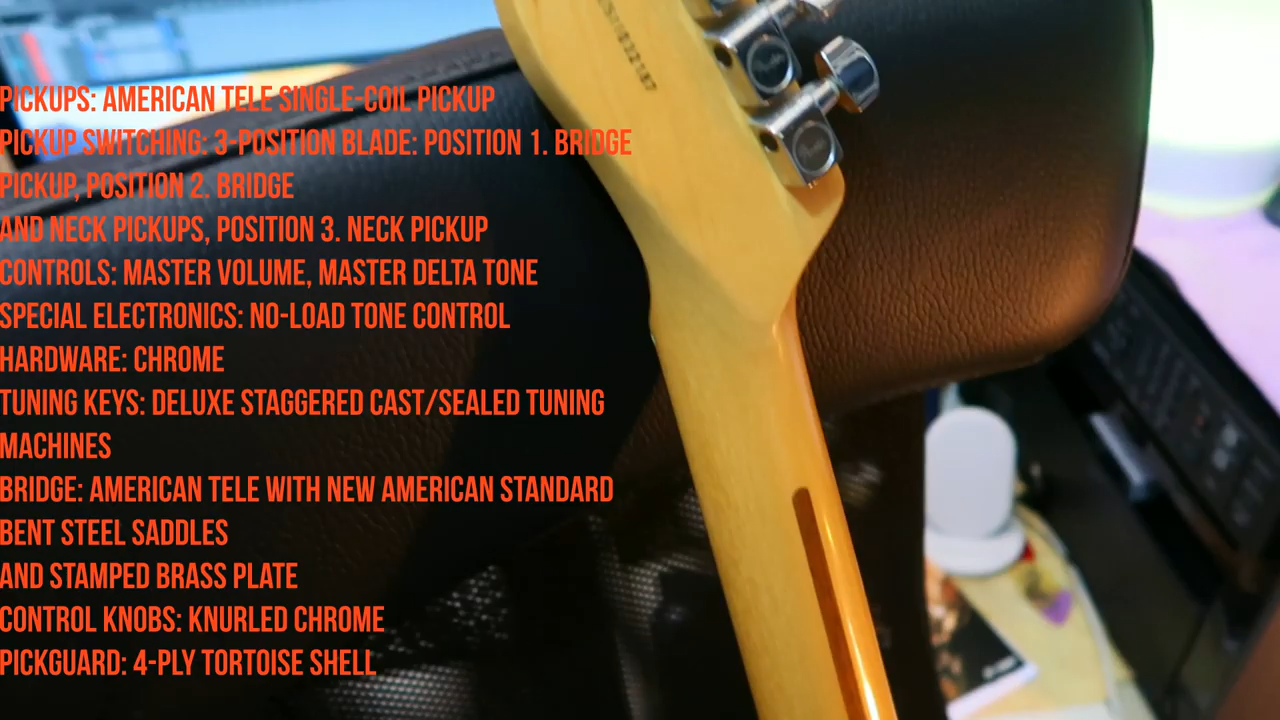 PICKUPS: AMERICAN TELE SINGLE-COIL PICKUP
PICKUP SWITCHING: 3-POSITION BLADE: POSITION 1. BRIDGE
PICKUP, POSITION 2. BRIDGE
AND NECK PICKUPS, POSITION 3. NECK PICKUP
CONTROLS: MASTER VOLUME, MASTER DELTA TONE
SPECIAL ELECTRONICS: NO-LOAD TONE CONTROL
HARDWARE: CHROME
TUNING KEYS: DELUXE STAGGERED CAST/SEALED TUNING
MACHINES
BRIDGE: AMERICAN TELE WITH NEW AMERICAN STANDARD
BENT STEEL SADDLES
AND STAMPED BRASS PLATE
CONTROL KNOBS: KNURLED CHROME
PICKGUARD: 4-PLY TORTOISE SHELL